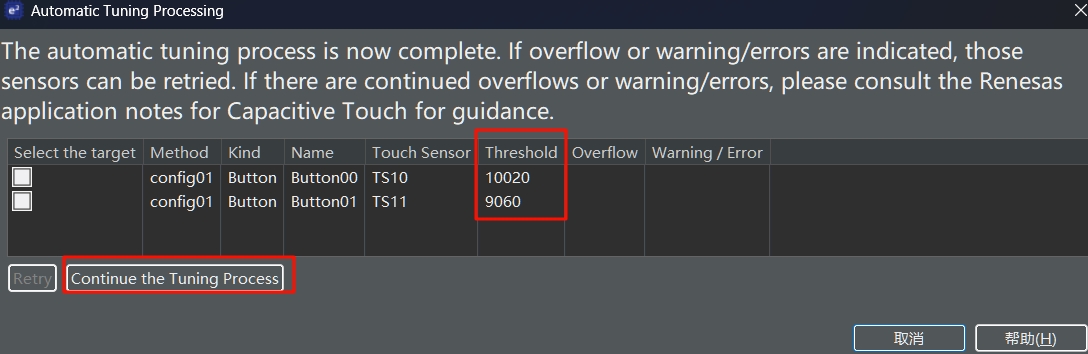 e² Automatic Tuning Processing
The automatic tuning process is now complete. If overflow or warning/errors are indicated, those
sensors can be retried. If there are continued overflows or warning/errors, please consult the Renesas
application notes for Capacitive Touch for guidance.
Select the target Method Kind Name Touch Sensor Threshold Overflow Warning / Error
config01 Button Button00 TS10 10020
config01 Button Button01 TS11 9060
Retry Continue the Tuning Process
取消 帮助(H)